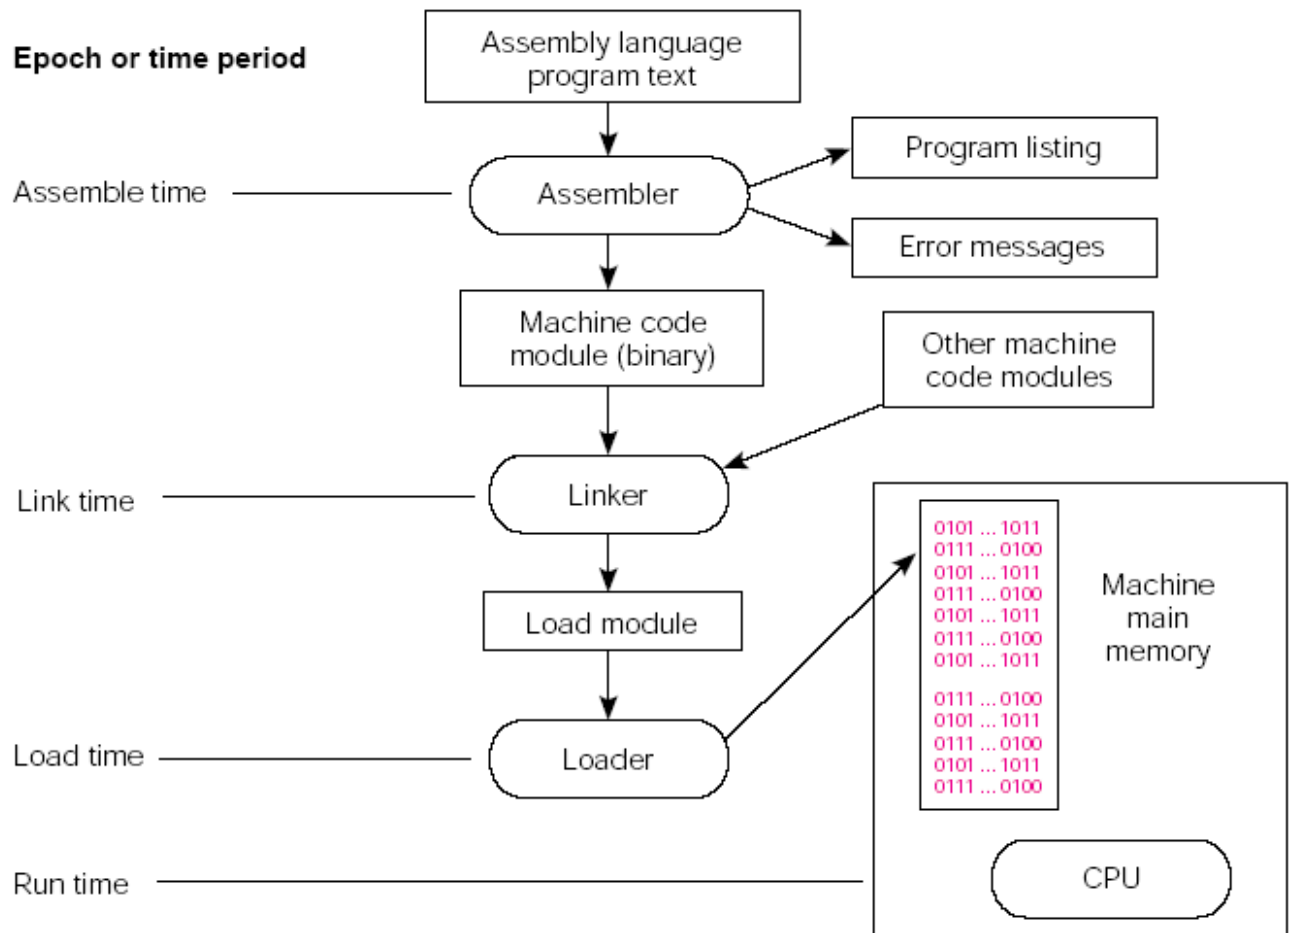 Epoch or time period
Assembly language
program text
Assemble time
Assembler
Program listing
Error messages
Machine code
module (binary)
Other machine
code modules
Link time
Linker
Load module
Load time
Loader
0101 ... 1011
0111 ... 0100
0101 ... 1011
0111 ... 0100
0101 ... 1011
0111 ... 0100
0101 ... 1011
0111 ... 0100
0101 ... 1011
0111 ... 0100
0101 ... 1011
0111 ... 0100
Machine
main
memory
Run time
CPU